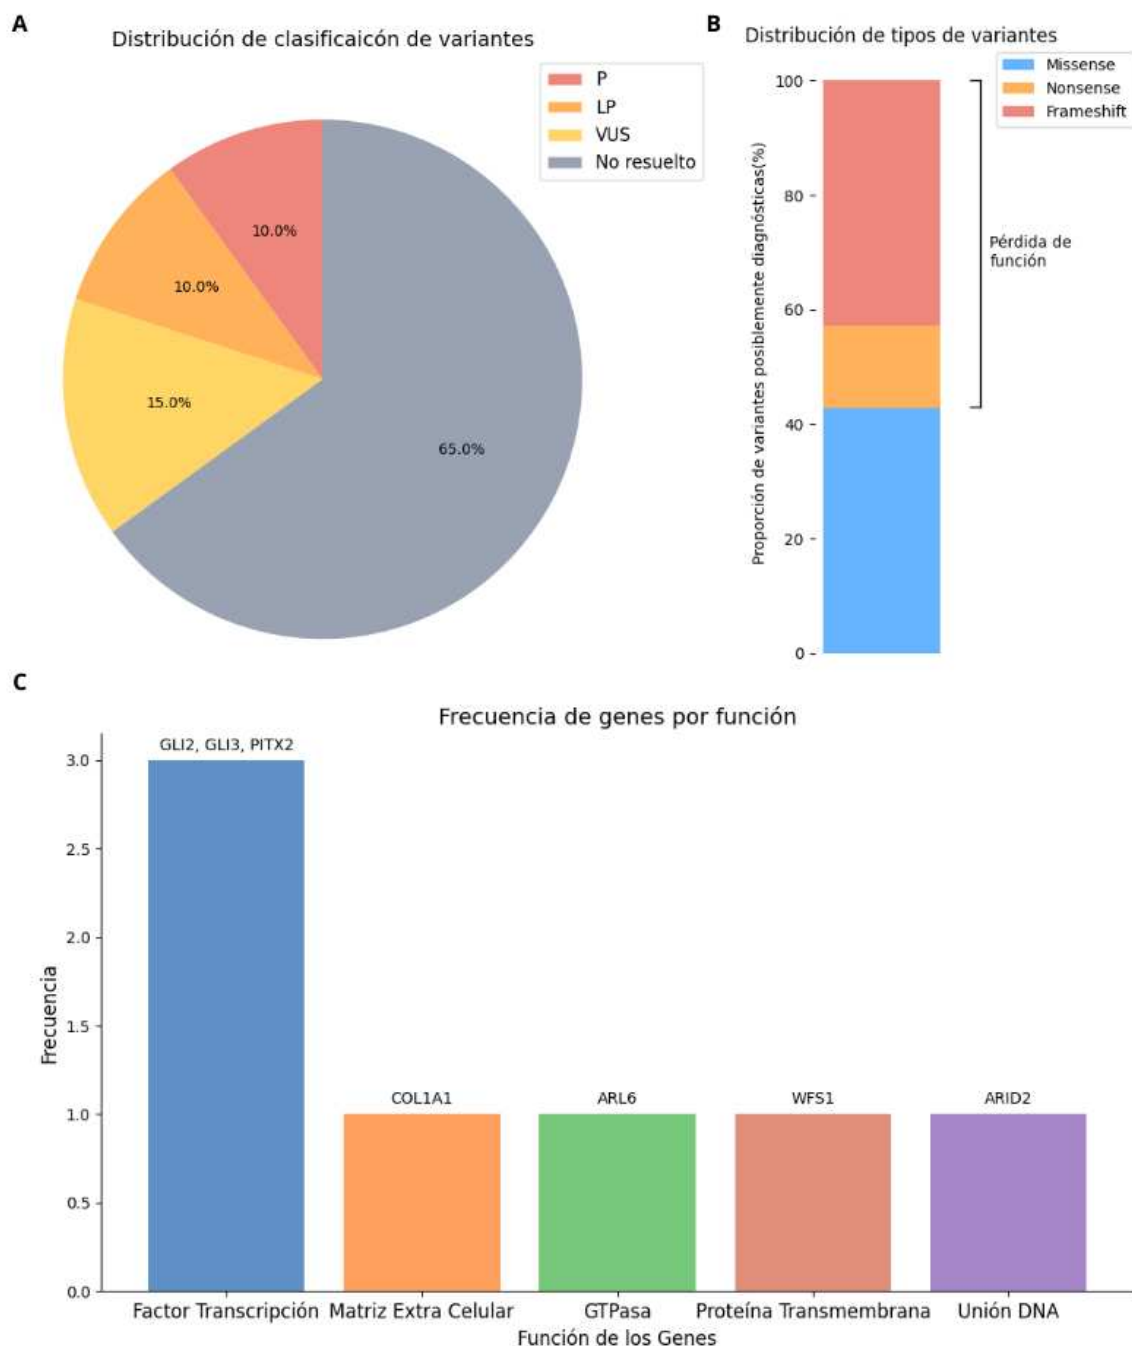 A
Distribución de clasificaicón de variantes
P
LP
VUS
No resuelto
10.0%
10.0%
15.0%
65.0%
B
Distribución de tipos de variantes
Missense
Nonsense
Frameshift
Proporción de variantes posiblemente diagnósticas(%)
100
80
60
40
20
0
Pérdida de
función
C
Frecuencia de genes por función
Frecuencia
3.0
2.5
2.0
1.5
1.0
0.5
0.0
GLI2, GLI3, PITX2
COL1A1
ARL6
WFS1
ARID2
Factor Transcripción
Matriz Extra Celular
GTPasa
Proteína Transmembrana
Unión DNA
Función de los Genes